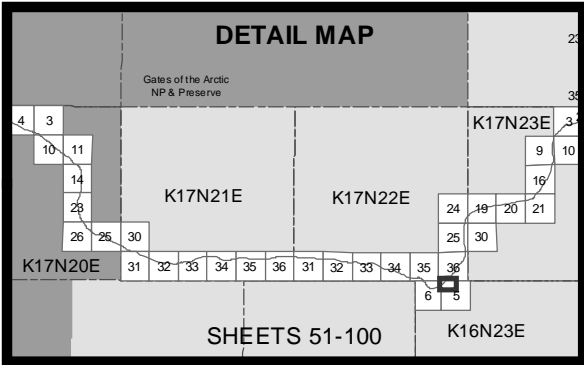 DETAIL MAP
23
Gates of the Arctic
NP & Preserve
35
4 3
K17N23E 3
10 11 9 10
14 16
K17N21E K17N22E
23 24 19 20 21
26 25 30 25 30
K17N20E 31 32 33 34 35 36 31 32 33 34 35 36
6 5
SHEETS 51-100 K16N23E